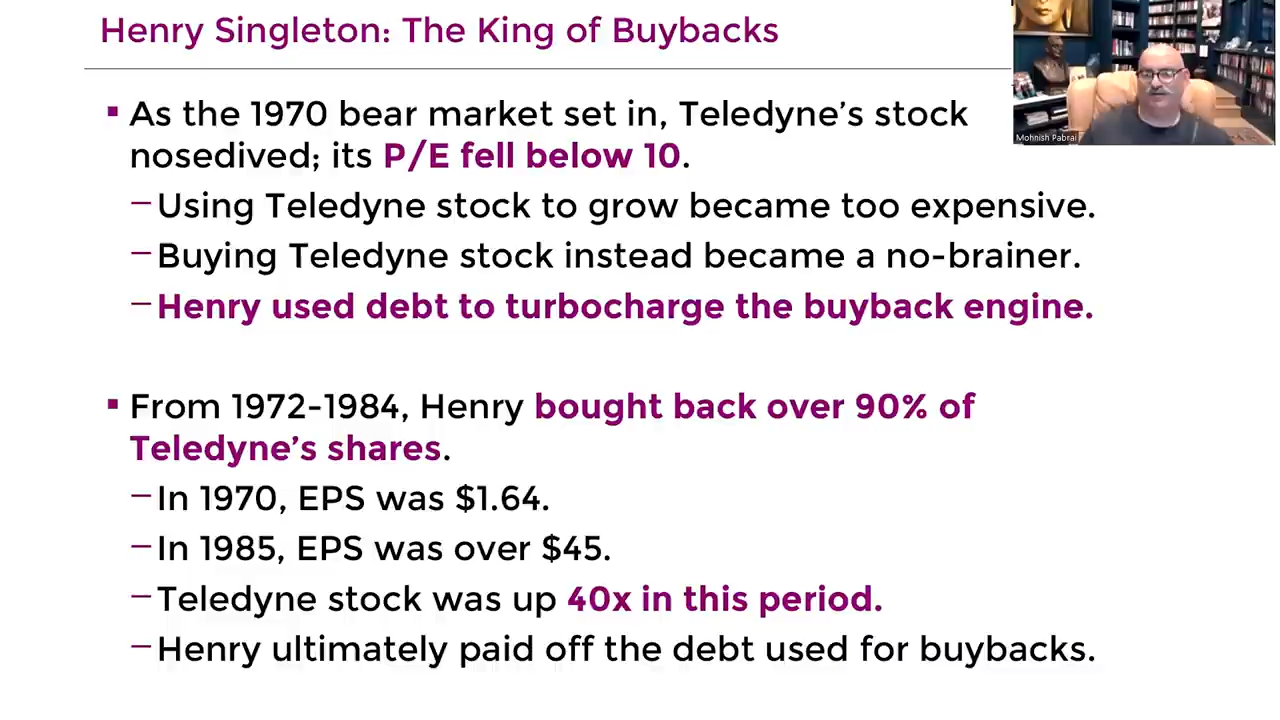 Henry Singleton: The King of Buybacks
Mohnish Pabrai
▪ As the 1970 bear market set in, Teledyne’s stock
nosedived; its P/E fell below 10.
–Using Teledyne stock to grow became too expensive.
–Buying Teledyne stock instead became a no-brainer.
–Henry used debt to turbocharge the buyback engine.
▪ From 1972-1984, Henry bought back over 90% of
Teledyne’s shares.
–In 1970, EPS was $1.64.
–In 1985, EPS was over $45.
–Teledyne stock was up 40x in this period.
–Henry ultimately paid off the debt used for buybacks.